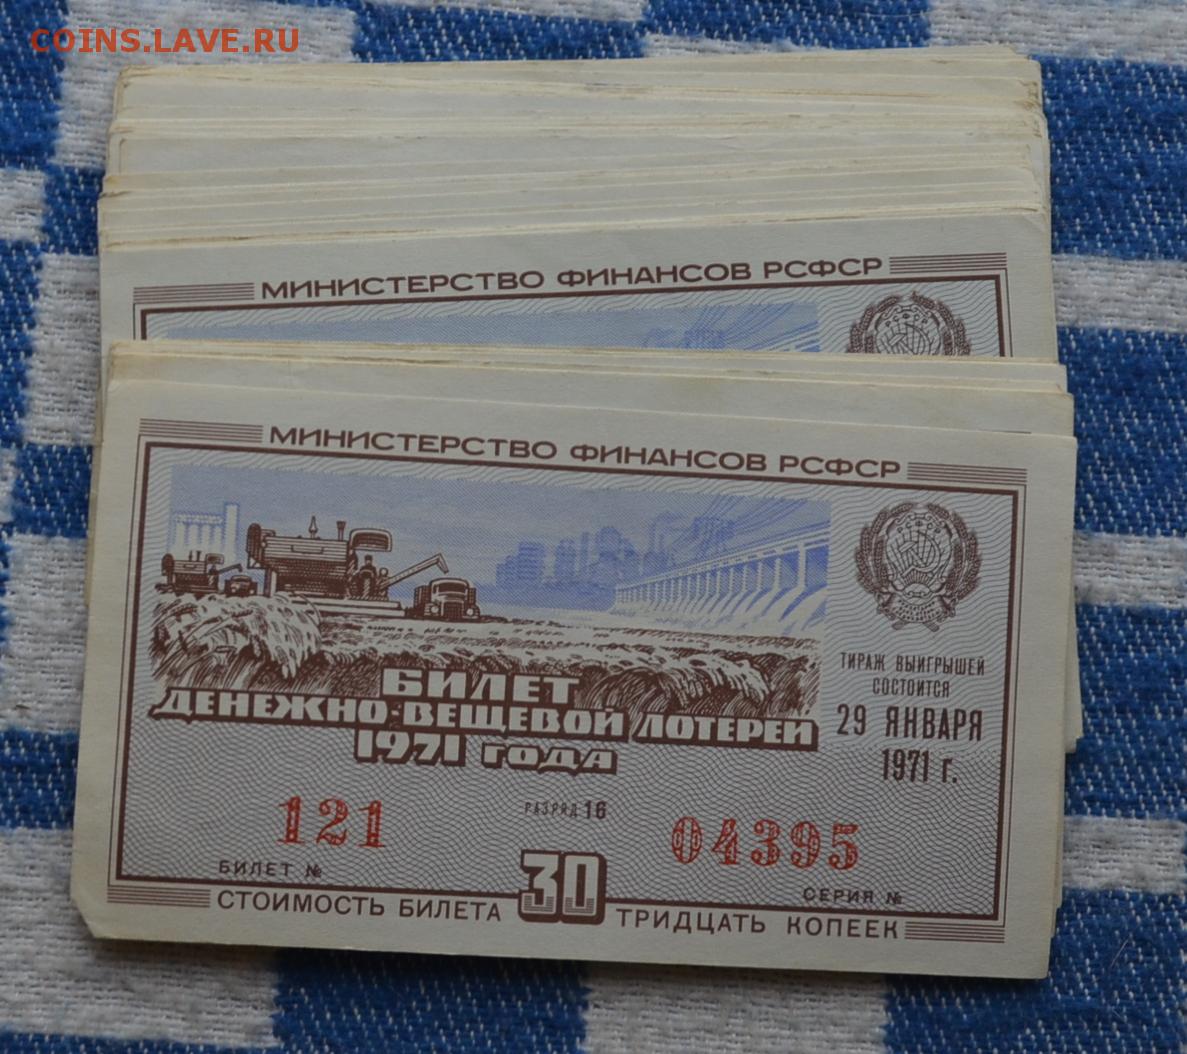 COINS.LAVE.RU
МИНИСТЕРСТВО ФИНАНСОВ РСФСР
МИНИСТЕРСТВО ФИНАНСОВ РСФСР
ТИРАЖ ВЫИГРЫШЕЙ
СОСТОИТСЯ
29 ЯНВАРЯ
1971 г.
БИЛЕТ
ДЕНЕЖНО-ВЕЩЕВОЙ ЛОТЕРЕИ
1971 ГОДА
121 РАЗРЯД 16 04395
БИЛЕТ № СЕРИЯ №
СТОИМОСТЬ БИЛЕТА 30 ТРИДЦАТЬ КОПЕЕК